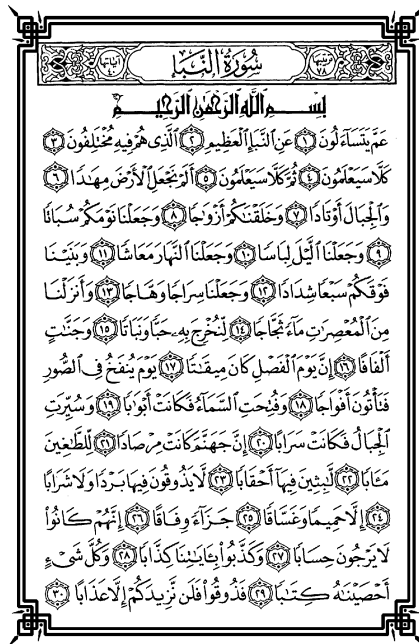 ترتيبها ٧٨ سُورَةُ النَّبَإِ آياتها ٤٠
بِسْمِ ٱللَّهِ ٱلرَّحْمَٰنِ ٱلرَّحِيمِ
عَمَّ يَتَسَآءَلُونَ ١ عَنِ ٱلنَّبَإِ ٱلْعَظِيمِ ٢ ٱلَّذِى هُمْ فِيهِ مُخْتَلِفُونَ ٣
كَلَّا سَيَعْلَمُونَ ٤ ثُمَّ كَلَّا سَيَعْلَمُونَ ٥ أَلَمْ نَجْعَلِ ٱلْأَرْضَ مِهَٰدًا ٦
وَٱلْجِبَالَ أَوْتَادًا ٧ وَخَلَقْنَٰكُمْ أَزْوَٰجًا ٨ وَجَعَلْنَا نَوْمَكُمْ سُبَاتًا
٩ وَجَعَلْنَا ٱلَّيْلَ لِبَاسًا ١٠ وَجَعَلْنَا ٱلنَّهَارَ مَعَاشًا ١١ وَبَنَيْنَا
فَوْقَكُمْ سَبْعًا شِدَادًا ١٢ وَجَعَلْنَا سِرَاجًا وَهَّاجًا ١٣ وَأَنزَلْنَا
مِنَ ٱلْمُعْصِرَٰتِ مَآءً ثَجَّاجًا ١٤ لِّنُخْرِجَ بِهِۦ حَبًّا وَنَبَاتًا ١٥ وَجَنَّٰتٍ
أَلْفَافًا ١٦ إِنَّ يَوْمَ ٱلْفَصْلِ كَانَ مِيقَٰتًا ١٧ يَوْمَ يُنفَخُ فِى ٱلصُّورِ
فَتَأْتُونَ أَفْوَاجًا ١٨ وَفُتِحَتِ ٱلسَّمَآءُ فَكَانَتْ أَبْوَٰبًا ١٩ وَسُيِّرَتِ
ٱلْجِبَالُ فَكَانَتْ سَرَابًا ٢٠ إِنَّ جَهَنَّمَ كَانَتْ مِرْصَادًا ٢١ لِّلطَّٰغِينَ
مَـَٔابًا ٢٢ لَّٰبِثِينَ فِيهَآ أَحْقَابًا ٢٣ لَّا يَذُوقُونَ فِيهَا بَرْدًا وَلَا شَرَابًا
٢٤ إِلَّا حَمِيمًا وَغَسَّاقًا ٢٥ جَزَآءً وِفَاقًا ٢٦ إِنَّهُمْ كَانُوا۟
لَا يَرْجُونَ حِسَابًا ٢٧ وَكَذَّبُوا۟ بِـَٔايَٰتِنَا كِذَّابًا ٢٨ وَكُلَّ شَىْءٍ
أَحْصَيْنَٰهُ كِتَٰبًا ٢٩ فَذُوقُوا۟ فَلَن نَّزِيدَكُمْ إِلَّا عَذَابًا ٣٠